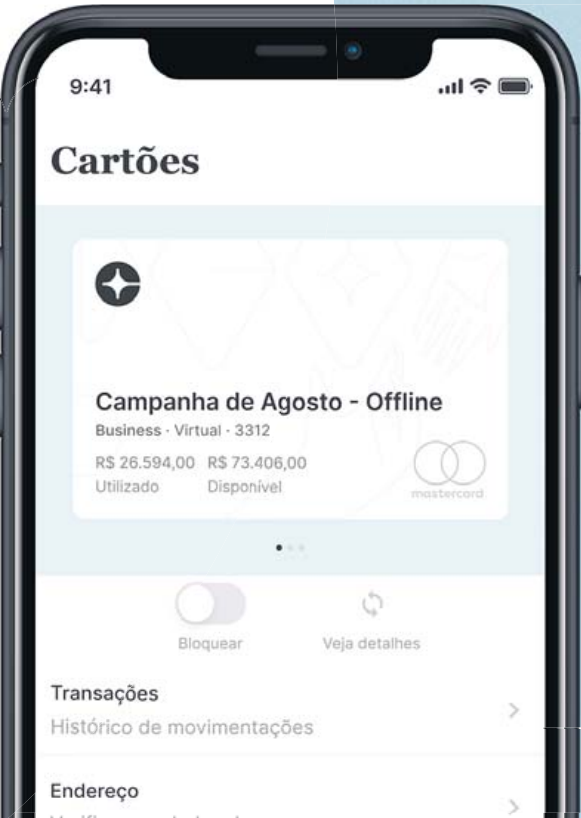 9:41
Cartões
Campanha de Agosto - Offline
Business · Virtual · 3312
R$ 26.594,00 R$ 73.406,00
Utilizado Disponível
mastercard
Bloquear Veja detalhes
Transações
Histórico de movimentações
Endereço